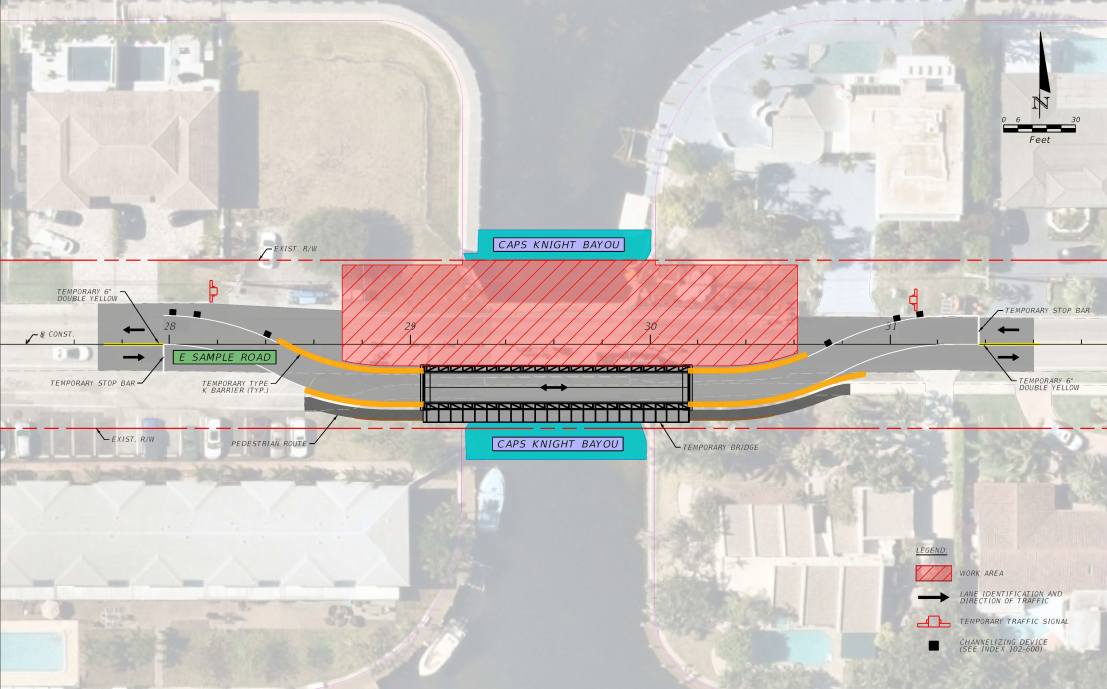 N
0 6 30
Feet
CAPS KNIGHT BAYOU
EXIST. R/W
TEMPORARY 6"
DOUBLE YELLOW
TEMPORARY STOP BAR
28
29
30
31
℄ CONST.
E SAMPLE ROAD
TEMPORARY STOP BAR
TEMPORARY TYPE
K BARRIER (TYP.)
TEMPORARY 6"
DOUBLE YELLOW
EXIST. R/W
PEDESTRIAN ROUTE
CAPS KNIGHT BAYOU
TEMPORARY BRIDGE
LEGEND:
WORK AREA
LANE IDENTIFICATION AND
DIRECTION OF TRAFFIC
TEMPORARY TRAFFIC SIGNAL
CHANNELIZING DEVICE
(SEE INDEX 102-600)